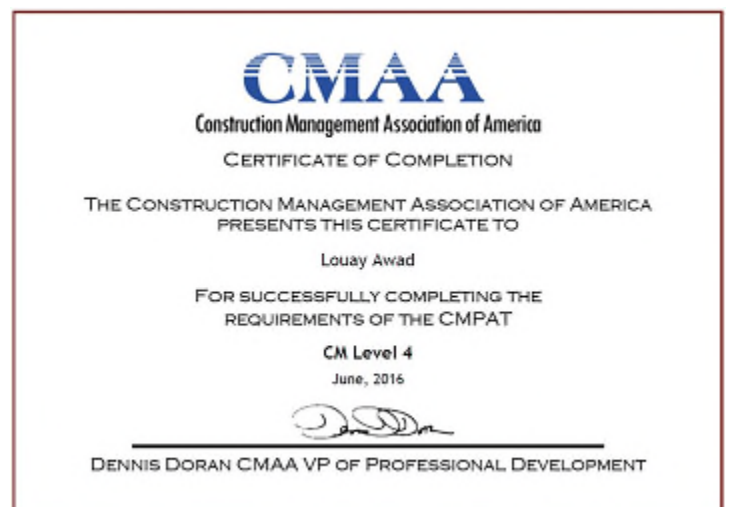 CMAA
Construction Management Association of America
CERTIFICATE OF COMPLETION
THE CONSTRUCTION MANAGEMENT ASSOCIATION OF AMERICA
PRESENTS THIS CERTIFICATE TO
Louay Awad
FOR SUCCESSFULLY COMPLETING THE
REQUIREMENTS OF THE CMPAT
CM Level 4
June, 2016
DENNIS DORAN CMAA VP OF PROFESSIONAL DEVELOPMENT